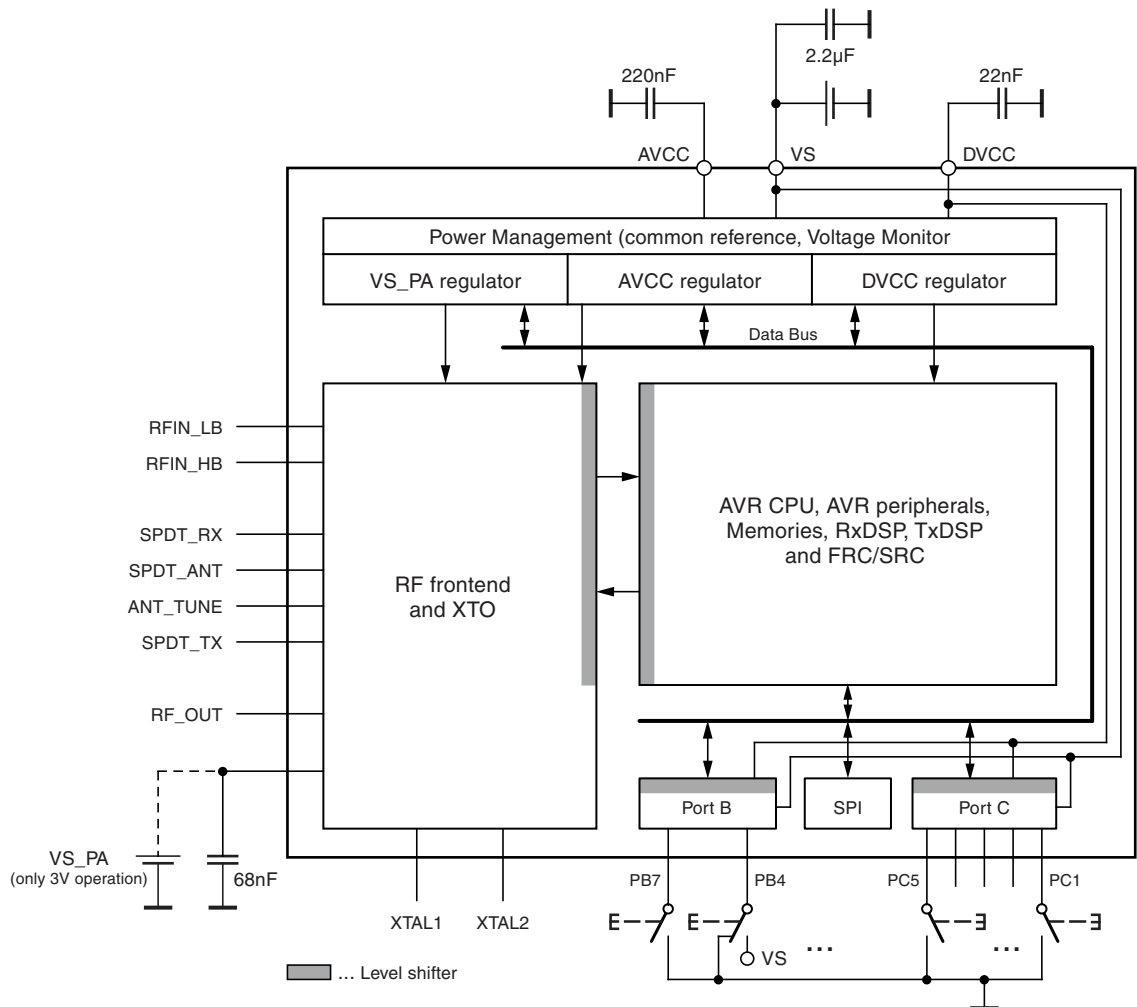 2.2µF
220nF
22nF
AVCC
VS
DVCC
Power Management (common reference, Voltage Monitor
VS_PA regulator
AVCC regulator
DVCC regulator
Data Bus
RFIN_LB
RFIN_HB
SPDT_RX
SPDT_ANT
ANT_TUNE
SPDT_TX
RF_OUT
RF frontend
and XTO
AVR CPU, AVR peripherals,
Memories, RxDSP, TxDSP
and FRC/SRC
Port B
SPI
Port C
VS_PA
(only 3V operation)
68nF
PB7
PB4
PC5
PC1
XTAL1
XTAL2
VS
...
...
... Level shifter